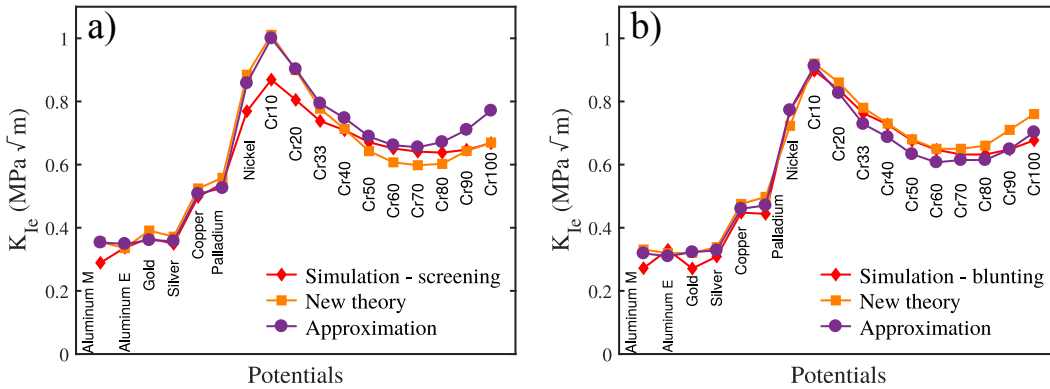 a)
K_Ie (MPa √m)
1
0.8
0.6
0.4
0.2
0
Aluminum M
Aluminum E
Gold
Silver
Copper
Palladium
Nickel
Cr10
Cr20
Cr33
Cr40
Cr50
Cr60
Cr70
Cr80
Cr90
Cr100
Simulation - screening
New theory
Approximation
Potentials
b)
K_Ie (MPa √m)
1
0.8
0.6
0.4
0.2
0
Aluminum M
Aluminum E
Gold
Silver
Copper
Palladium
Nickel
Cr10
Cr20
Cr33
Cr40
Cr50
Cr60
Cr70
Cr80
Cr90
Cr100
Simulation - blunting
New theory
Approximation
Potentials